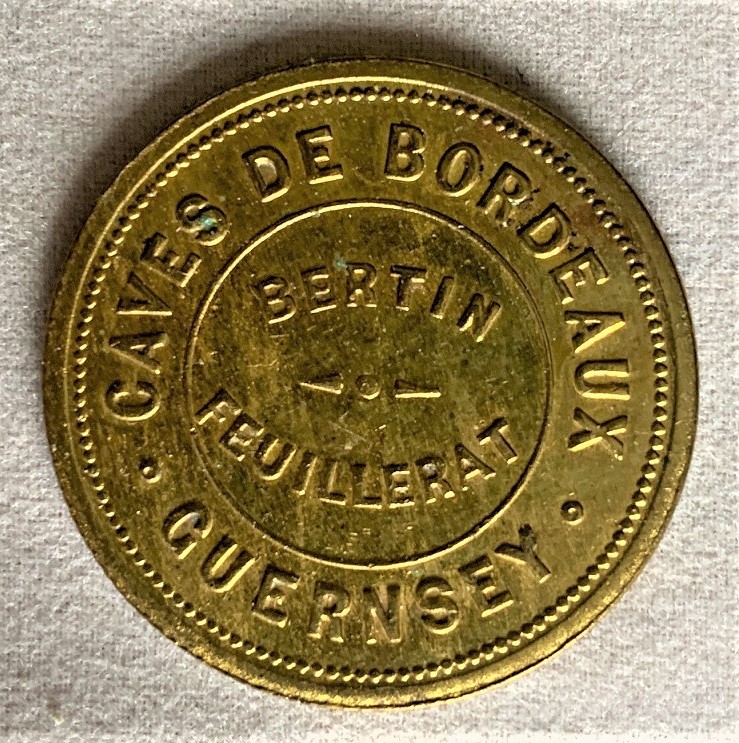 CAVES DE BORDEAUX
BERTIN
FEUILLERAT
GUERNSEY